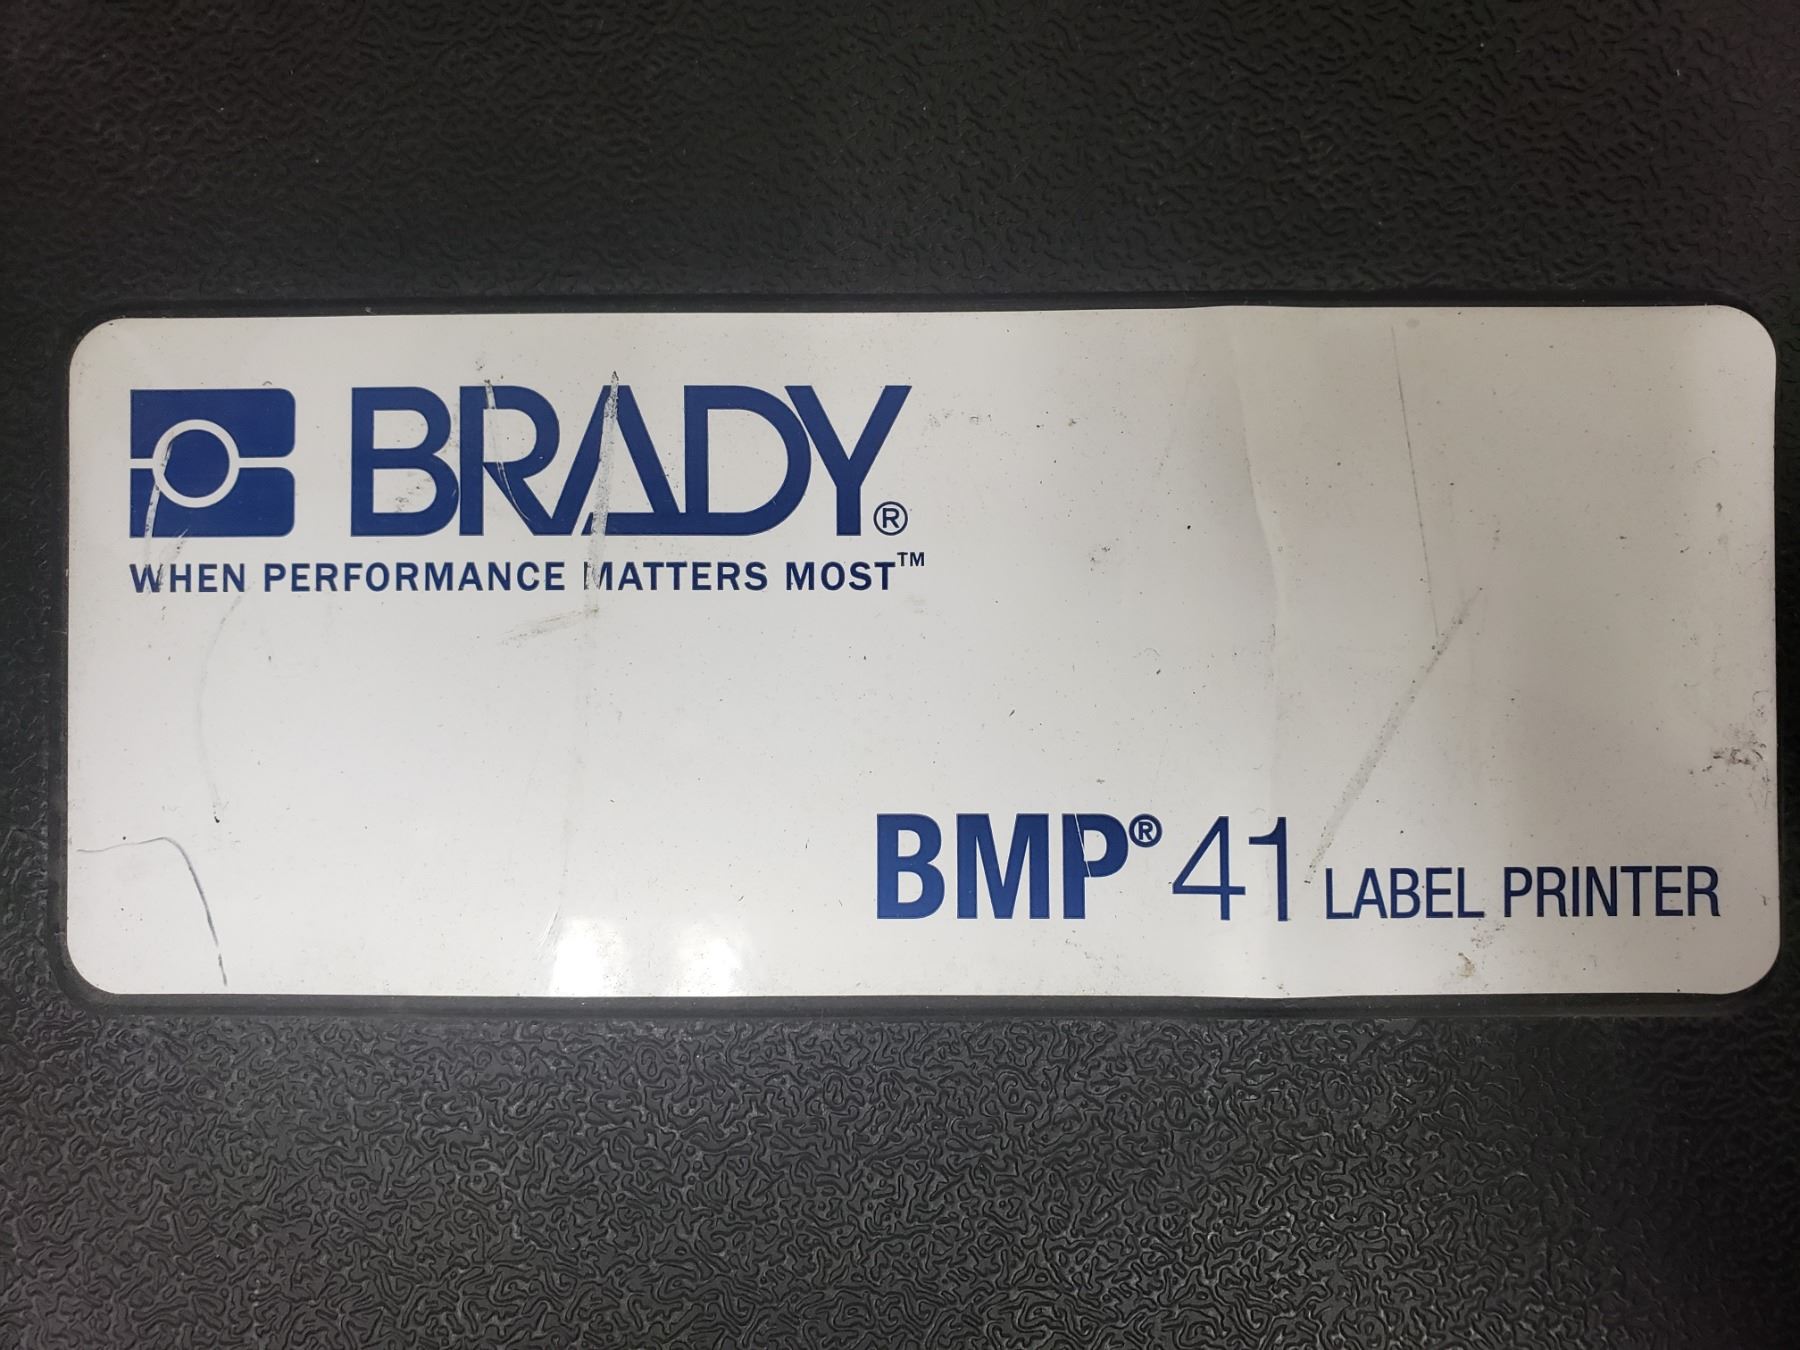 BRADY®
WHEN PERFORMANCE MATTERS MOST™
BMP® 41 LABEL PRINTER